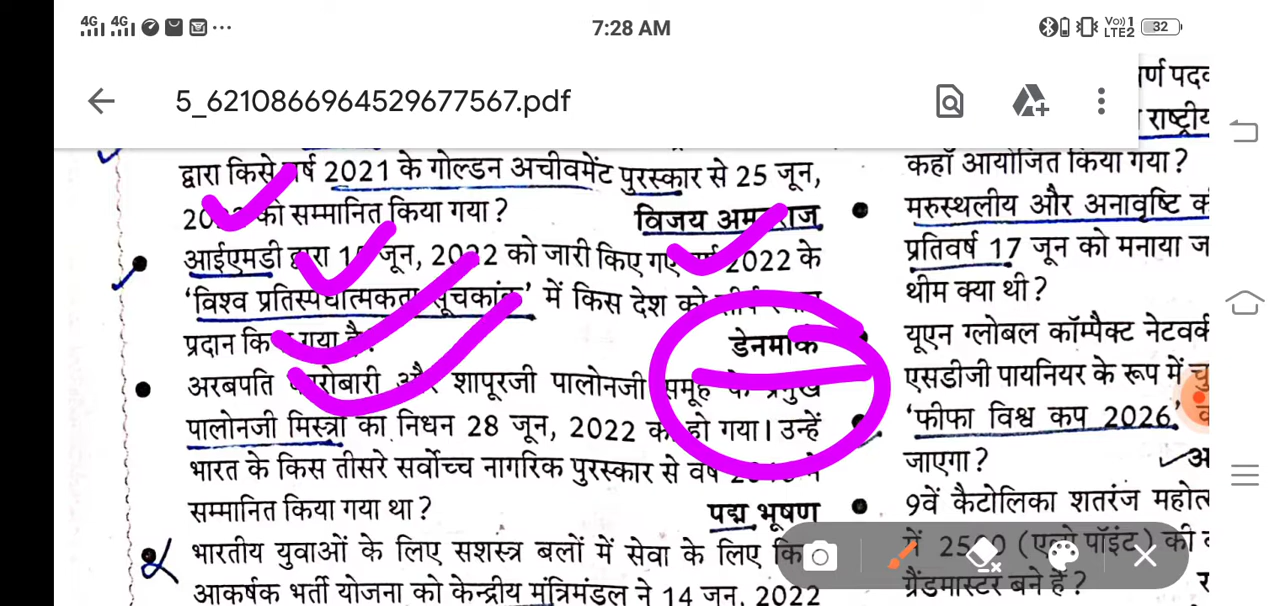 4G 4G
7:28 AM
Vo)) 1
LTE2 32
5_6210866964529677567.pdf
द्वारा किसे वर्ष 2021 के गोल्डन अचीवमेंट पुरस्कार से 25 जून,
को सम्मानित किया गया?
विजय अमृतराज
आईएमडी द्वारा जून, 2022 को जारी किए गए वर्ष 2022 के
‘विश्व प्रतिस्पर्धात्मकता सूचकांक’ में किस देश को शीर्ष स्थान
प्रदान किया गया है?
डेनमार्क
अरबपति कारोबारी और शापूरजी पालोनजी समूह के प्रमुख
पालोनजी मिस्त्री का निधन 28 जून, 2022 को हो गया। उन्हें
भारत के किस तीसरे सर्वोच्च नागरिक पुरस्कार से वर्ष में
सम्मानित किया गया था?
पद्म भूषण
भारतीय युवाओं के लिए सशस्त्र बलों में सेवा के लिए
आकर्षक भर्ती योजना को केन्द्रीय मंत्रिमंडल ने 14 जून, 2022
राष्ट्रीय
कहाँ आयोजित किया गया?
मरुस्थलीय और अनावृष्टि
प्रतिवर्ष 17 जून को मनाया
थीम क्या थी?
यूएन ग्लोबल कॉम्पैक्ट नेटवर्क
एसडीजी पायनियर के रूप में
‘फीफा विश्व कप 2026’
जाएगा?
9वें कैटोलिका शतरंज
में 2500 (एलो पॉइंट) की
ग्रैंडमास्टर बने हैं?